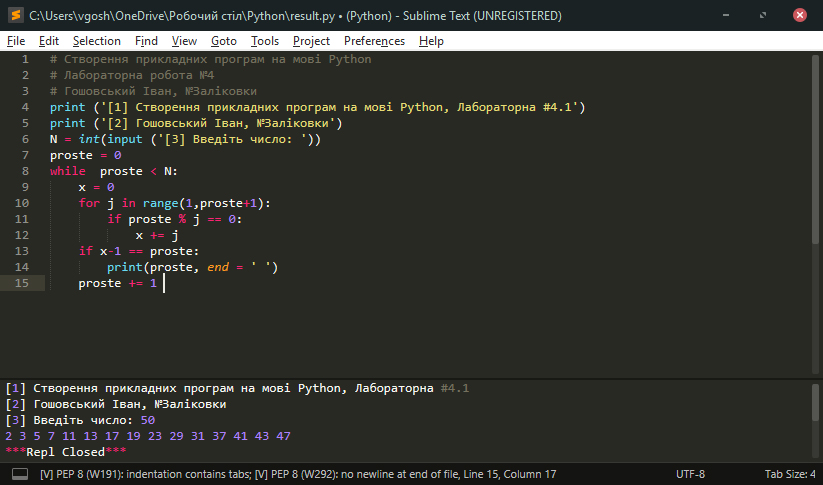 C:\Users\vgosh\OneDrive\Робочий стіл\Python\result.py • (Python) - Sublime Text (UNREGISTERED)
File Edit Selection Find View Goto Tools Project Preferences Help
1 # Створення прикладних програм на мові Python
2 # Лабораторна робота №4
3 # Гошовський Іван, №Заліковки
4 print ('[1] Створення прикладних програм на мові Python, Лабораторна #4.1')
5 print ('[2] Гошовський Іван, №Заліковки')
6 N = int(input ('[3] Введіть число: '))
7 proste = 0
8 while  proste < N:
9     x = 0
10     for j in range(1,proste+1):
11         if proste % j == 0:
12             x += j
13     if x-1 == proste:
14         print(proste, end = ' ')
15     proste += 1
[1] Створення прикладних програм на мові Python, Лабораторна #4.1
[2] Гошовський Іван, №Заліковки
[3] Введіть число: 50
2 3 5 7 11 13 17 19 23 29 31 37 41 43 47
***Repl Closed***
[V] PEP 8 (W191): indentation contains tabs; [V] PEP 8 (W292): no newline at end of file, Line 15, Column 17 UTF-8 Tab Size: 4